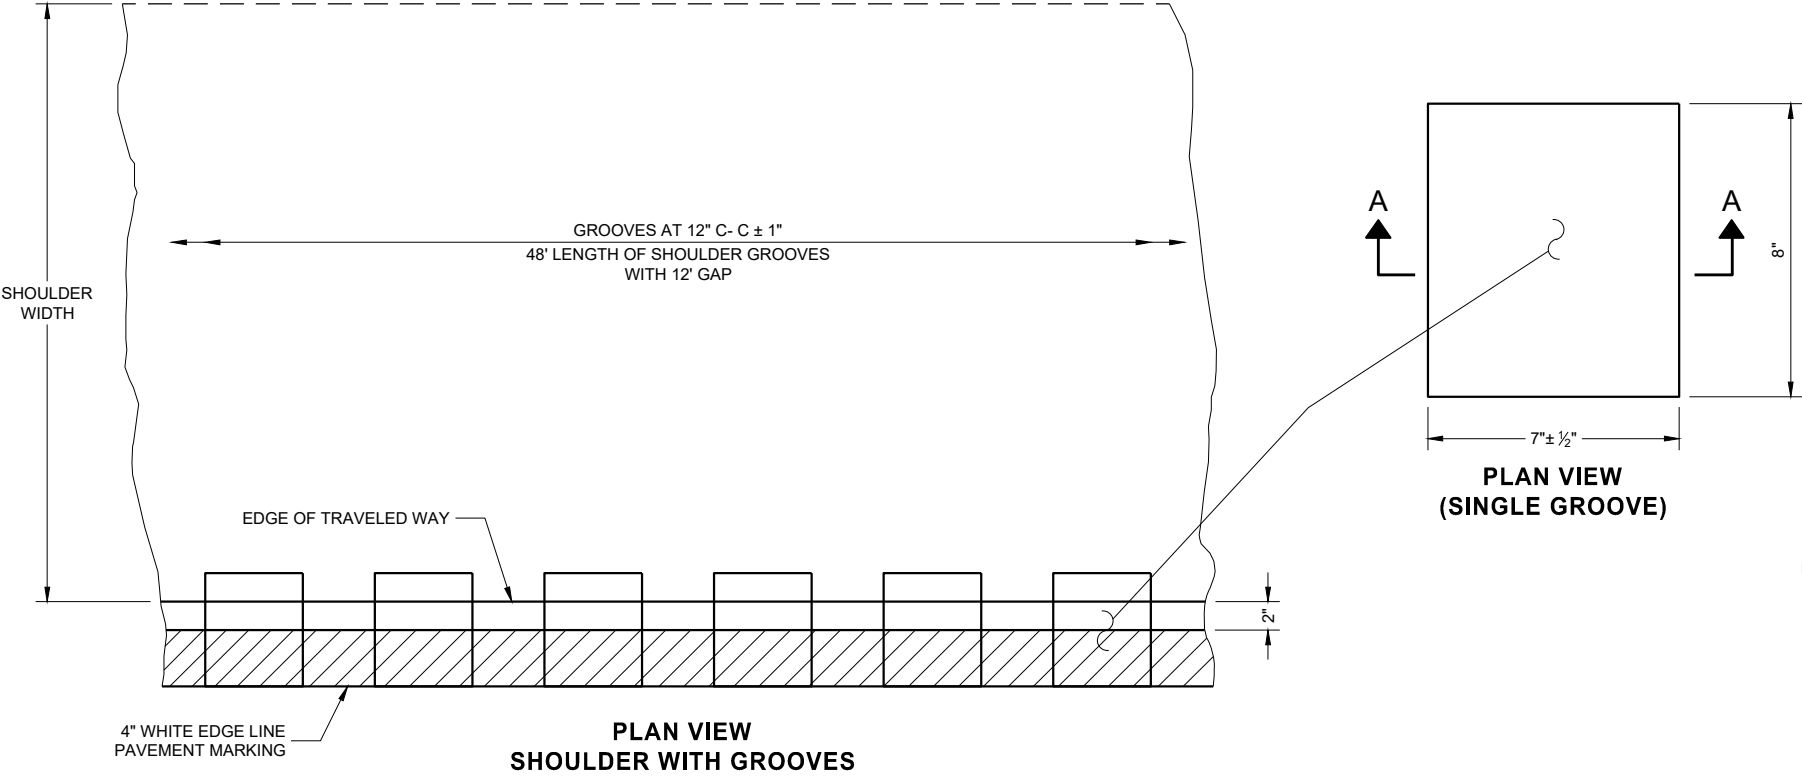 GROOVES AT 12" C- C ± 1"
48' LENGTH OF SHOULDER GROOVES
WITH 12' GAP
SHOULDER
WIDTH
EDGE OF TRAVELED WAY
2"
4" WHITE EDGE LINE
PAVEMENT MARKING
PLAN VIEW
SHOULDER WITH GROOVES
A
A
8"
7"± ½"
PLAN VIEW
(SINGLE GROOVE)